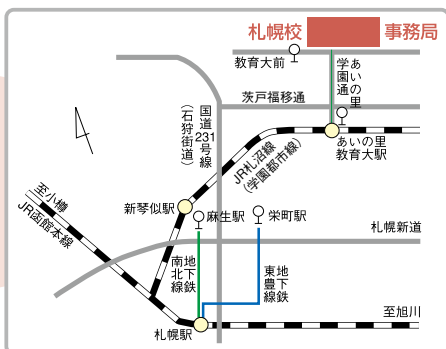 札幌校 事務局
教育大前
あいの里
学園通
茨戸福移通
国道231号線
(石狩街道)
あいの里
教育大駅
JR札沼線
(学園都市線)
至小樽
JR函館本線
新琴似駅
麻生駅
栄町駅
札幌新道
地下鉄
南北線
地下鉄
東豊線
至旭川
札幌駅